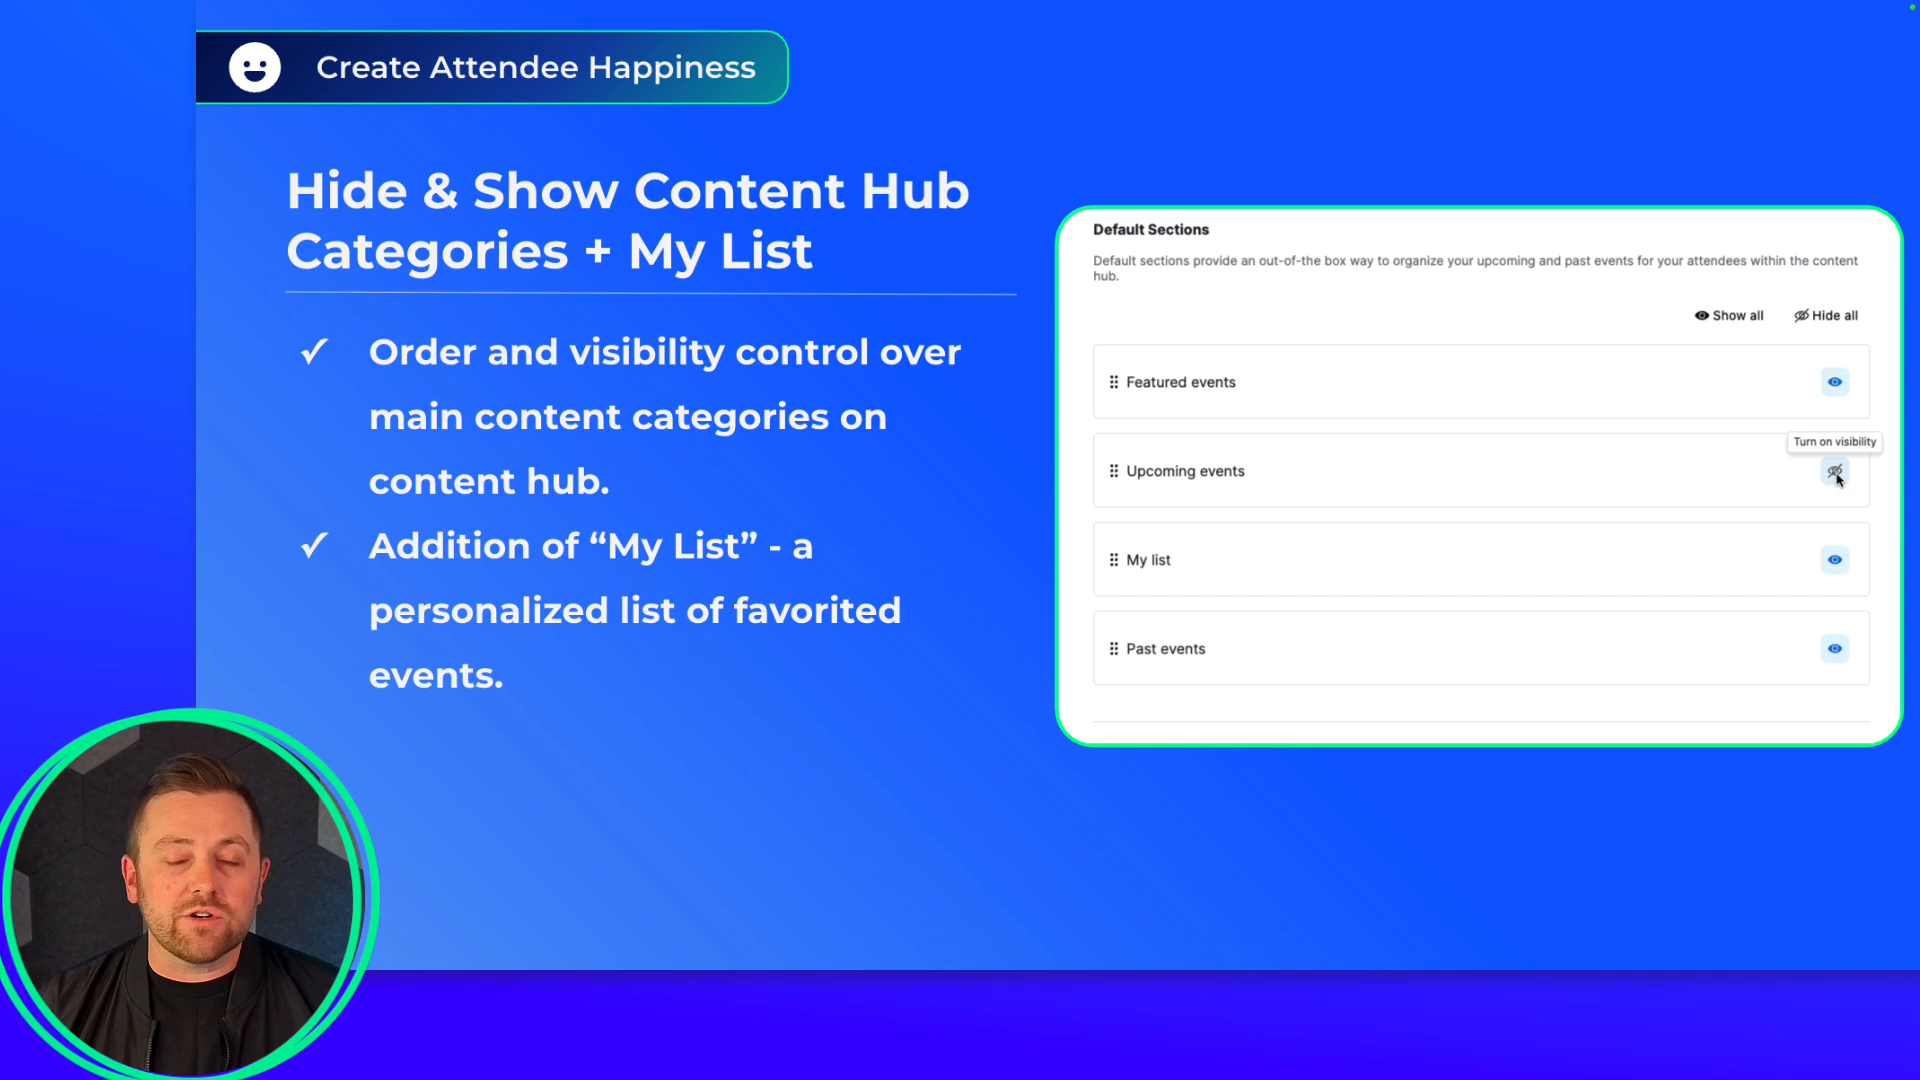 Create Attendee Happiness
Hide & Show Content Hub
Categories + My List
✓ Order and visibility control over
main content categories on
content hub.
✓ Addition of “My List” - a
personalized list of favorited
events.
Default Sections
Default sections provide an out-of-the box way to organize your upcoming and past events for your attendees within the content
hub.
Show all Hide all
Featured events
Turn on visibility
Upcoming events
My list
Past events